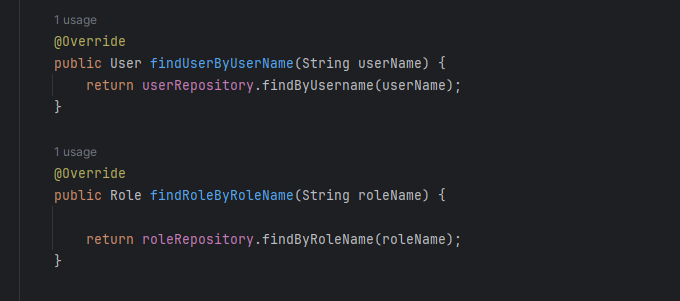 1 usage
@Override
public User findUserByUserName(String userName) {
return userRepository.findByUsername(userName);
}
1 usage
@Override
public Role findRoleByRoleName(String roleName) {
return roleRepository.findByRoleName(roleName);
}